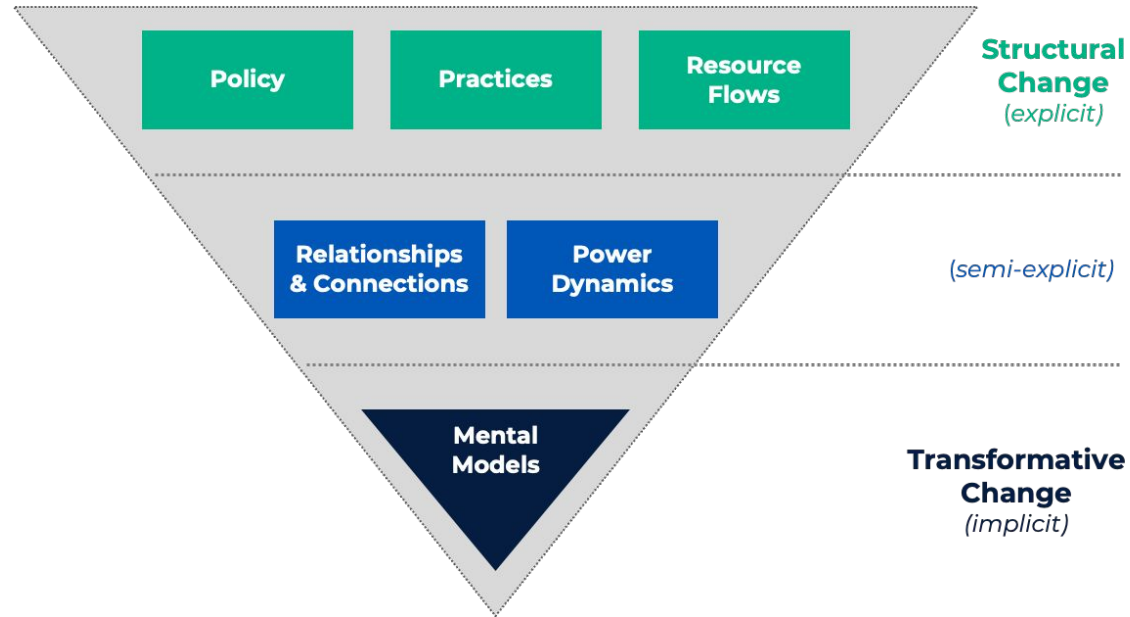 Policy
Practices
Resource
Flows
Structural
Change
(explicit)
Relationships
& Connections
Power
Dynamics
(semi-explicit)
Mental
Models
Transformative
Change
(implicit)